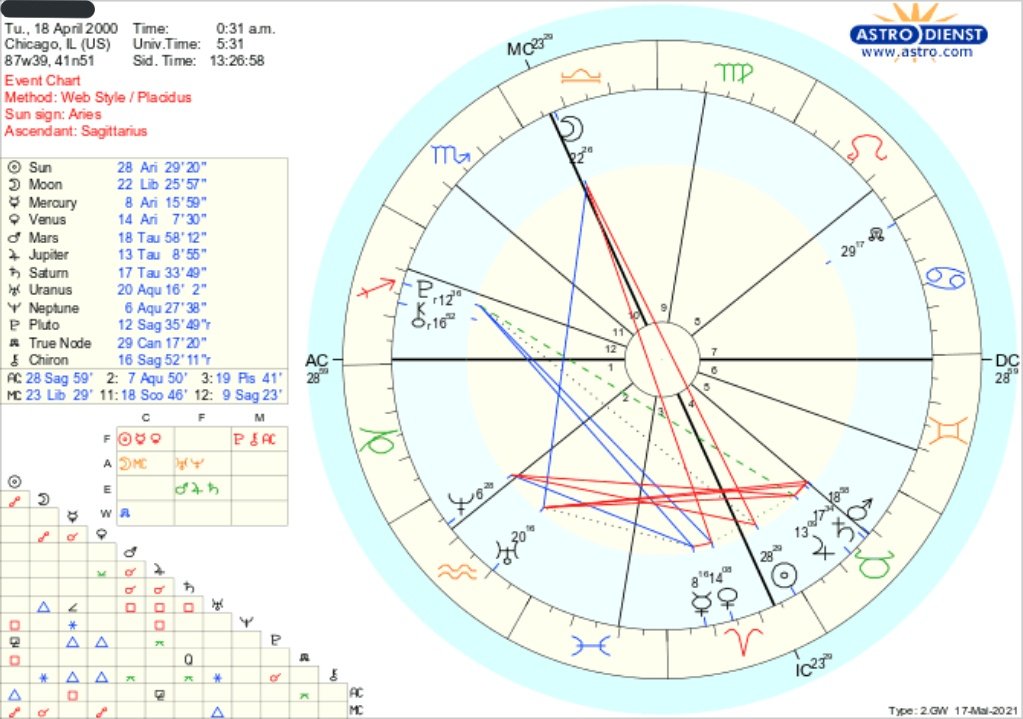 Tu., 18 April 2000 Time: 0:31 a.m.
Chicago, IL (US) Univ.Time: 5:31
87w39, 41n51 Sid. Time: 13:26:58
Event Chart
Method: Web Style / Placidus
Sun sign: Aries
Ascendant: Sagittarius
ASTRO DIENST
www.astro.com
Sun 28 Ari 29'20"
Moon 22 Lib 25'57"
Mercury 8 Ari 15'59"
Venus 14 Ari 7'30"
Mars 18 Tau 58'12"
Jupiter 13 Tau 8'55"
Saturn 17 Tau 33'49"
Uranus 20 Aqu 16' 2"
Neptune 6 Aqu 27'38"
Pluto 12 Sag 35'49"r
True Node 29 Can 17'20"
Chiron 16 Sag 52'11"r
AC 28 Sag 59' 2: 7 Aqu 50' 3: 19 Pis 41'
MC 23 Lib 29' 11: 18 Sco 46' 12: 9 Sag 23'
C F M
F AC
A MC
E
W
AC
MC
MC 23 29
22 26
29 17
r12 36
r16 52
AC
28 59
DC
28 59
10 9 8
11
12 7
1 6
2 3 4 5
6 28
20 16
8 16 14 08
28 29
13 09
17 34
18 58
IC 23 29
Type: 2.GW 17-Mai-2021